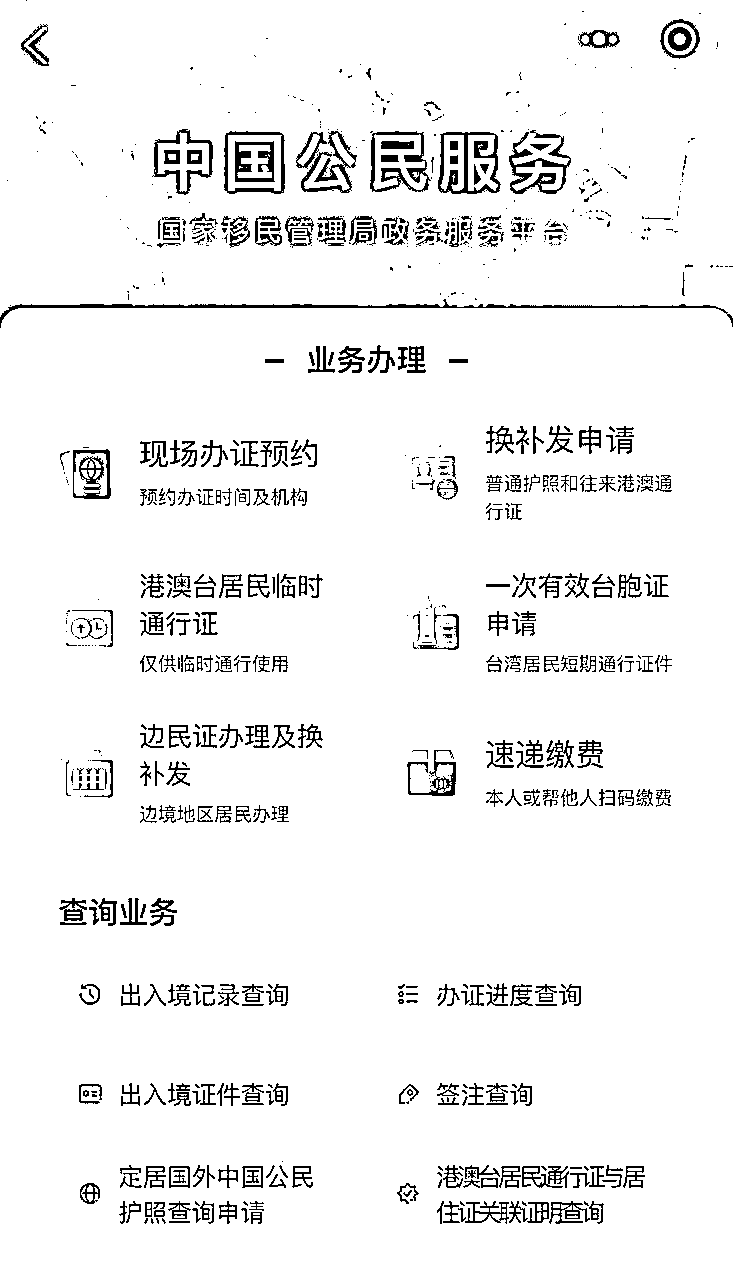 中国公民服务
国家移民管理局政务服务平台
— 业务办理 —
现场办证预约
预约办证时间及机构
换补发申请
普通护照和往来港澳通
行证
港澳台居民临时
通行证
仅供临时通行使用
一次有效台胞证
申请
台湾居民短期通行证件
边民证办理及换
补发
边境地区居民办理
速递缴费
本人或帮他人扫码缴费
查询业务
出入境记录查询
办证进度查询
出入境证件查询
签注查询
定居国外中国公民
护照查询申请
港澳台居民通行证与居
住证关联证明查询